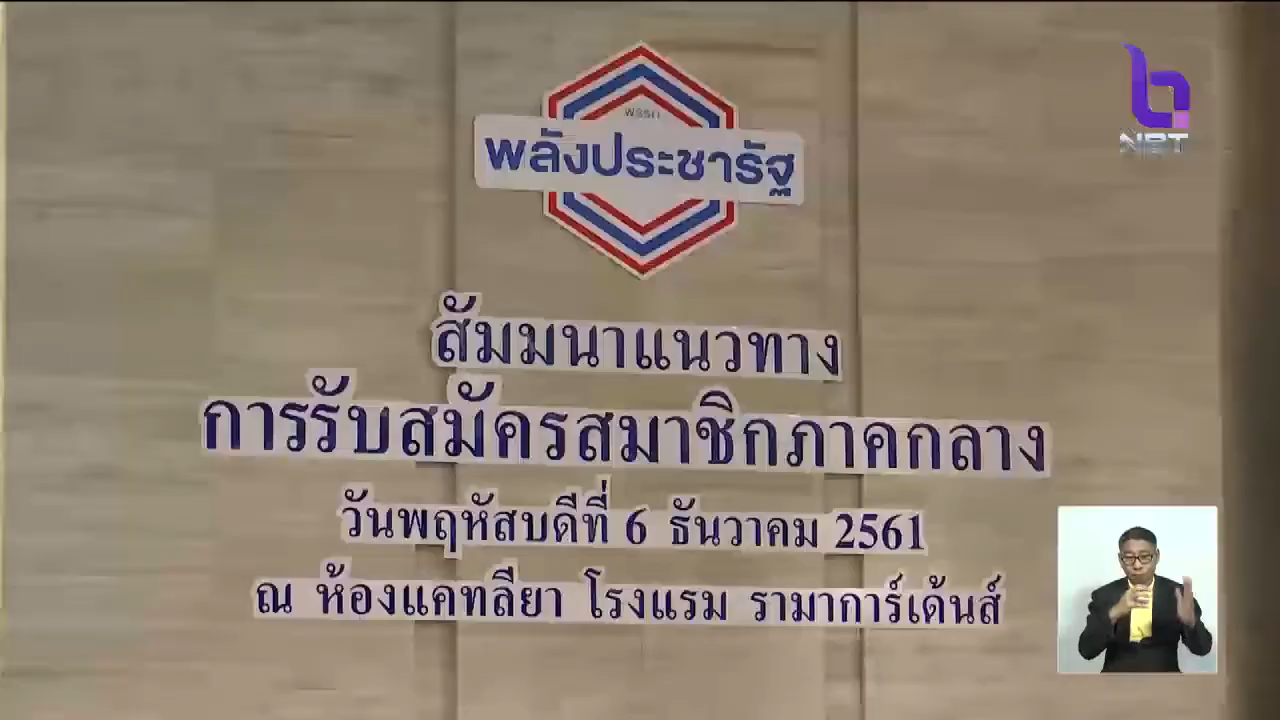 พรรค
พลังประชารัฐ
NBT
สัมมนาแนวทาง
การรับสมัครสมาชิกภาคกลาง
วันพฤหัสบดีที่ 6 ธันวาคม 2561
ณ ห้องแคทลียา โรงแรม รามาการ์เด้นส์